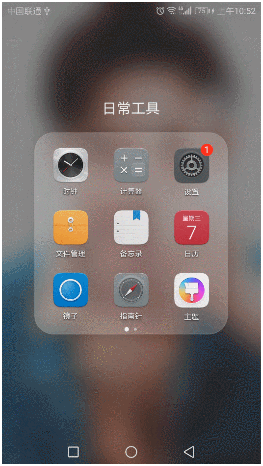 中国联通 75% 上午10:52
日常工具
1
时钟 计算器 设置
星期三
7
文件管理 备忘录 日历
镜子 指南针 主题